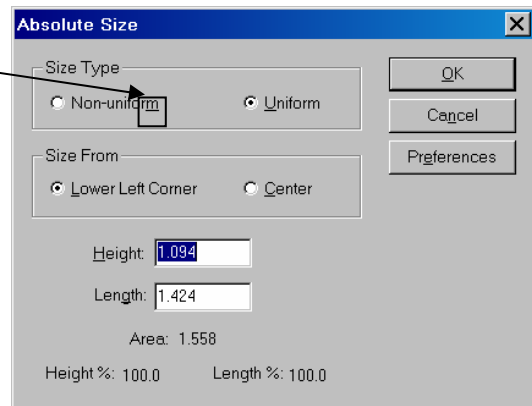 Absolute Size
Size Type
Non-uniform
Uniform
OK
Cancel
Size From
Preferences
Lower Left Corner
Center
Height: 1.094
Length: 1.424
Area: 1.558
Height %: 100.0 Length %: 100.0